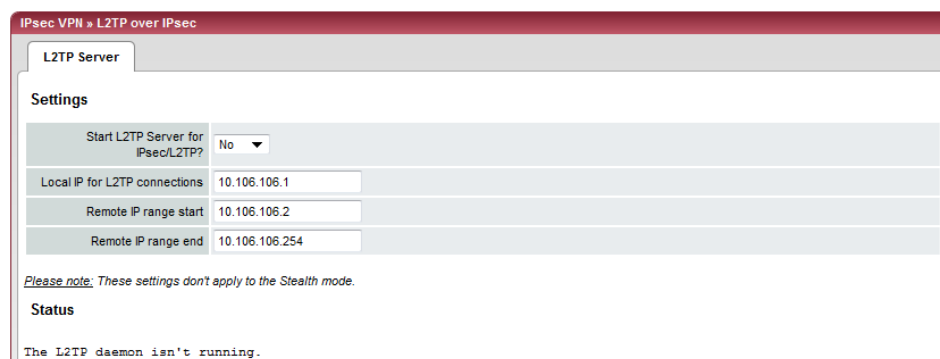 IPsec VPN » L2TP over IPsec
L2TP Server
Settings
Start L2TP Server for
IPsec/L2TP?
No
Local IP for L2TP connections
10.106.106.1
Remote IP range start
10.106.106.2
Remote IP range end
10.106.106.254
Please note: These settings don't apply to the Stealth mode.
Status
The L2TP daemon isn't running.